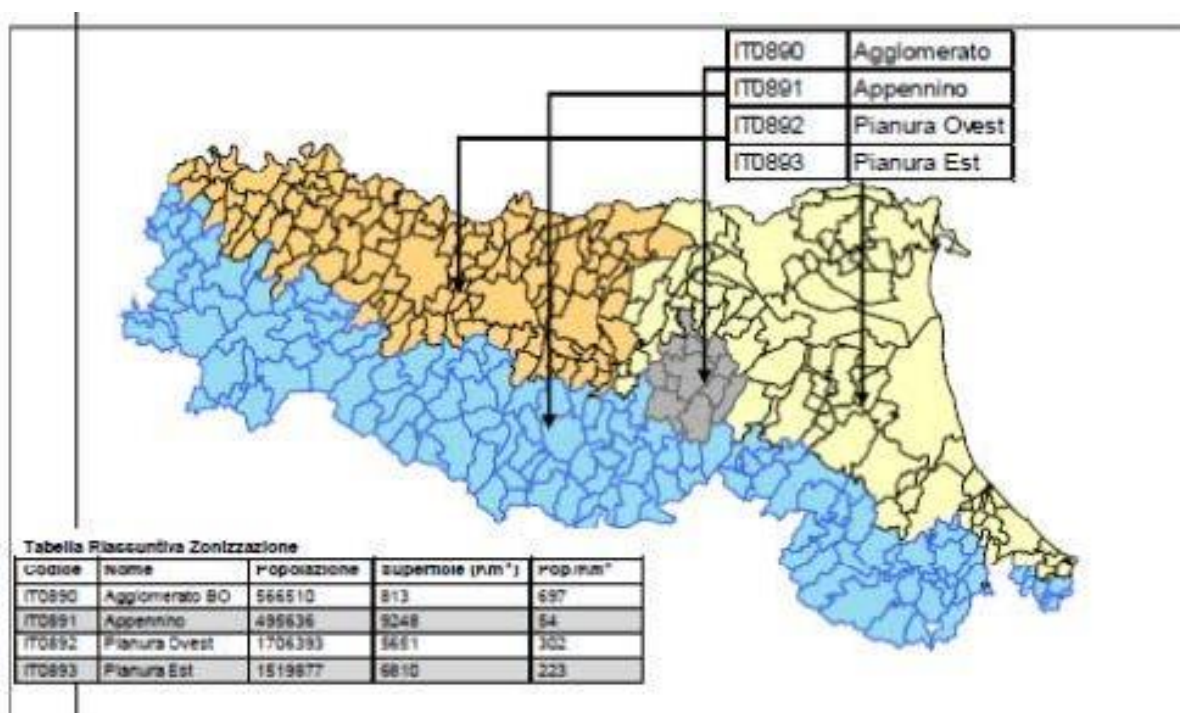 IT0890 Agglomerato
IT0891 Appennino
IT0892 Pianura Ovest
IT0893 Pianura Est
Tabella Riassuntiva Zonizzazione
Codice Nome Popolazione Superficie (Km²) Pop/Km²
IT0890 Agglomerato BO 566510 813 697
IT0891 Appennino 495636 9248 54
IT0892 Pianura Ovest 1706393 5651 302
IT0893 Pianura Est 1519877 6810 223